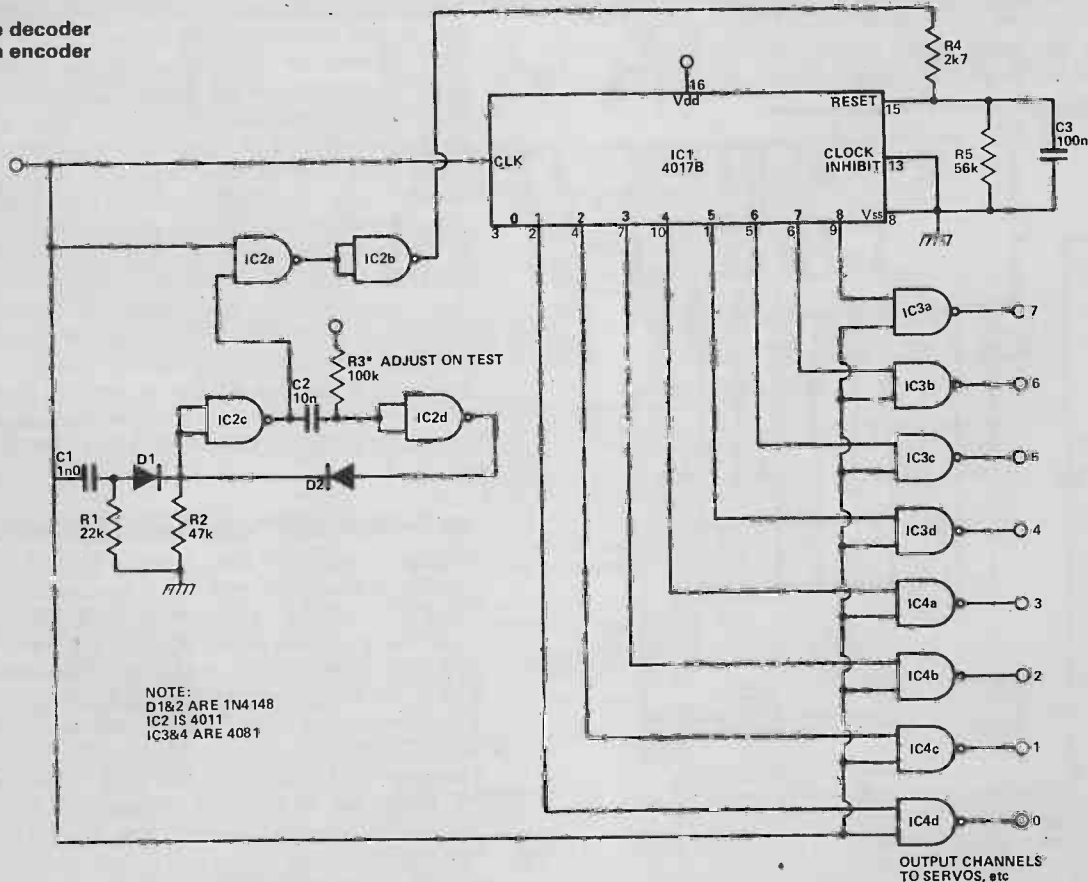 e decoder
n encoder
R4
2k7
16
Vdd
RESET
15
CLK
IC1
4017B
CLOCK
INHIBIT
13
R5
56k
C3
100n
Vss
8
0 1 2 3 4 5 6 7 8
3 2 4 7 10 1 5 6 9
IC2a
IC2b
R3* ADJUST ON TEST
100k
C2
10n
IC2c
IC2d
C1
1n0
D1
D2
R1
22k
R2
47k
IC3a
7
IC3b
6
IC3c
5
IC3d
4
IC4a
3
IC4b
2
IC4c
1
IC4d
0
NOTE:
D1&2 ARE 1N4148
IC2 IS 4011
IC3&4 ARE 4081
OUTPUT CHANNELS
TO SERVOS, etc